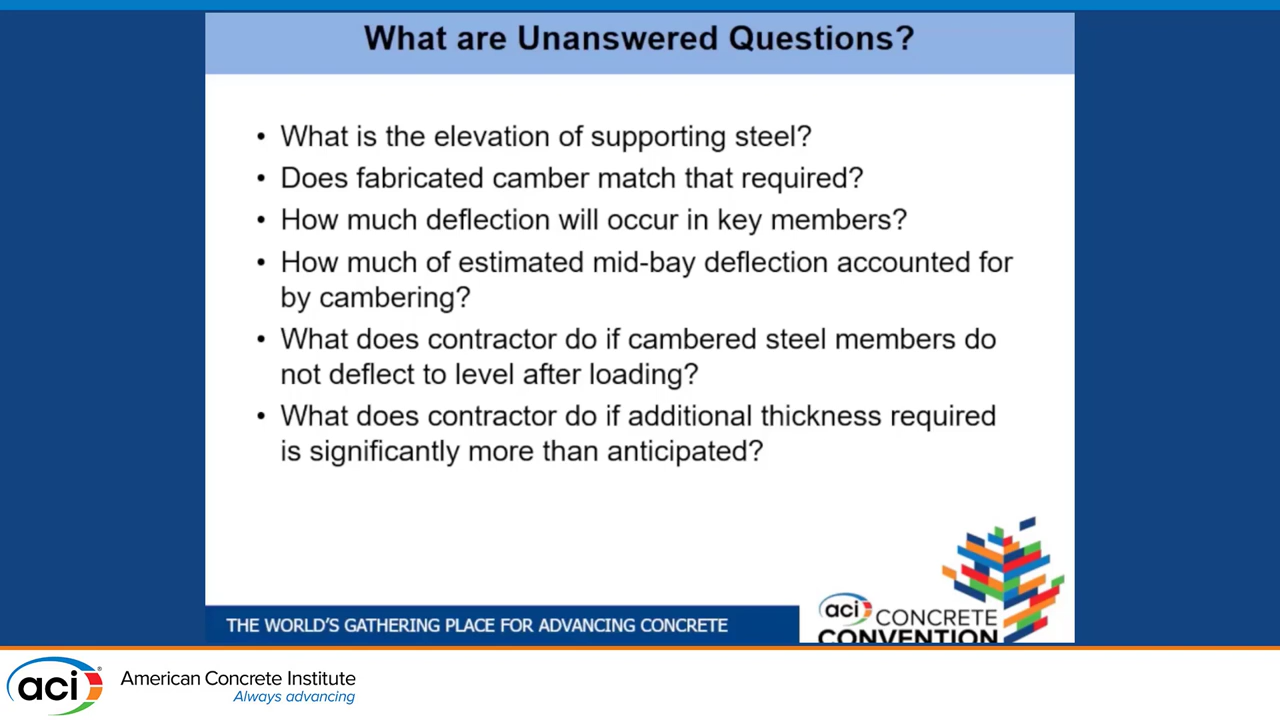 What are Unanswered Questions?
• What is the elevation of supporting steel?
• Does fabricated camber match that required?
• How much deflection will occur in key members?
• How much of estimated mid-bay deflection accounted for
by cambering?
• What does contractor do if cambered steel members do
not deflect to level after loading?
• What does contractor do if additional thickness required
is significantly more than anticipated?
THE WORLD'S GATHERING PLACE FOR ADVANCING CONCRETE
aci CONCRETE
CONVENTION
aci® American Concrete Institute
Always advancing